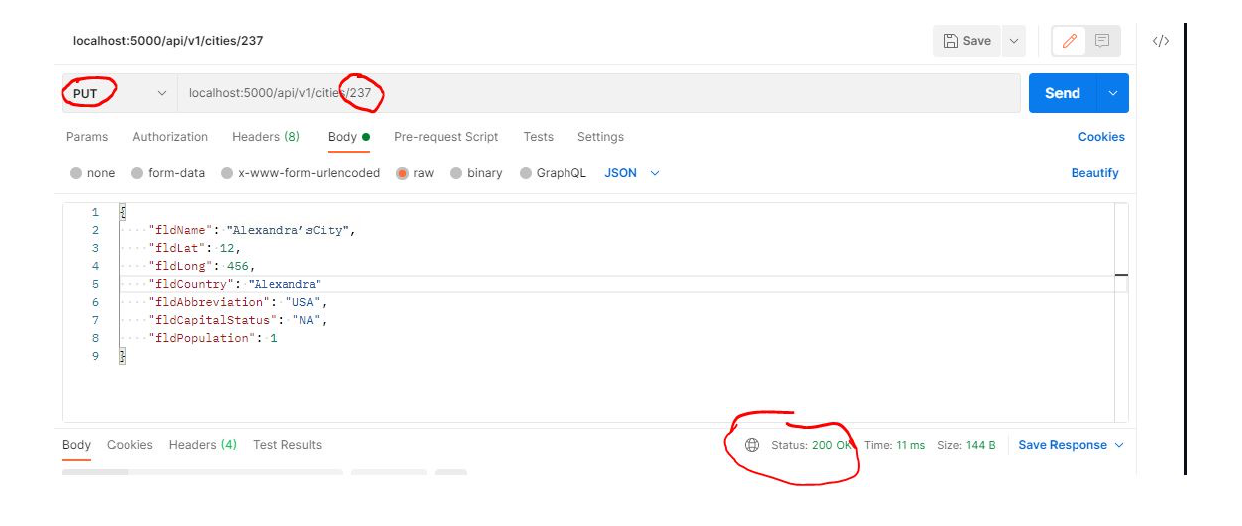 localhost:5000/api/v1/cities/237
Save
</>
PUT localhost:5000/api/v1/cities/237 Send
Params Authorization Headers (8) Body Pre-request Script Tests Settings Cookies
none form-data x-www-form-urlencoded raw binary GraphQL JSON Beautify
1 {
2 "fldName": "Alexandra'sCity",
3 "fldLat": 12,
4 "fldLong": 456,
5 "fldCountry": "Alexandra"
6 "fldAbbreviation": "USA",
7 "fldCapitalStatus": "NA",
8 "fldPopulation": 1
9 }
Body Cookies Headers (4) Test Results Status: 200 OK Time: 11 ms Size: 144 B Save Response